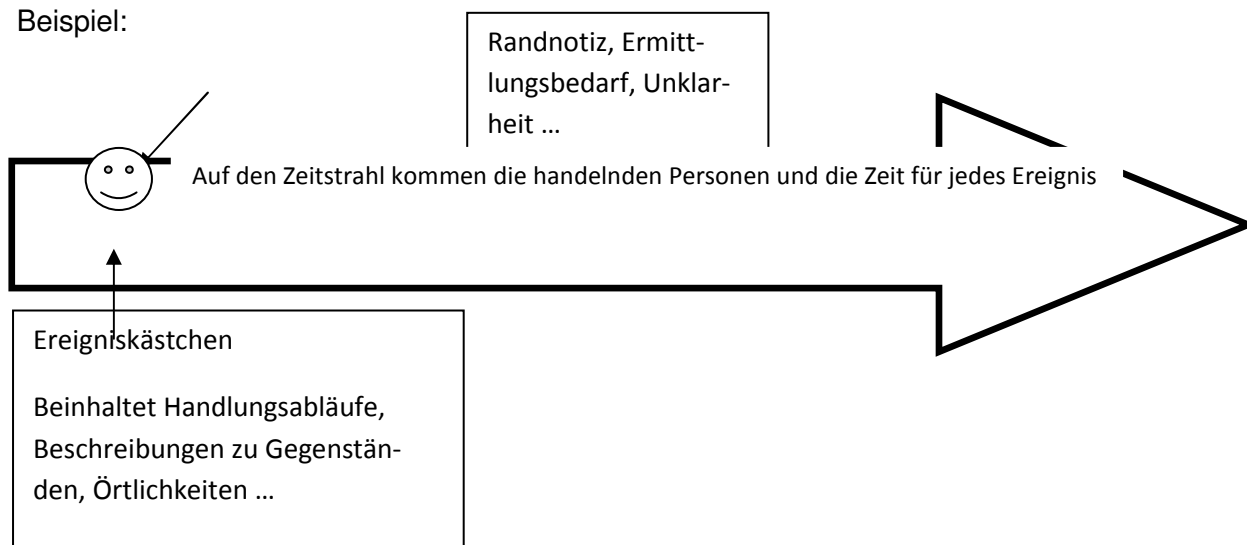 Beispiel:
Randnotiz, Ermitt-
lungsbedarf, Unklar-
heit …
Auf den Zeitstrahl kommen die handelnden Personen und die Zeit für jedes Ereignis
Ereigniskästchen
Beinhaltet Handlungsabläufe,
Beschreibungen zu Gegenstän-
den, Örtlichkeiten …